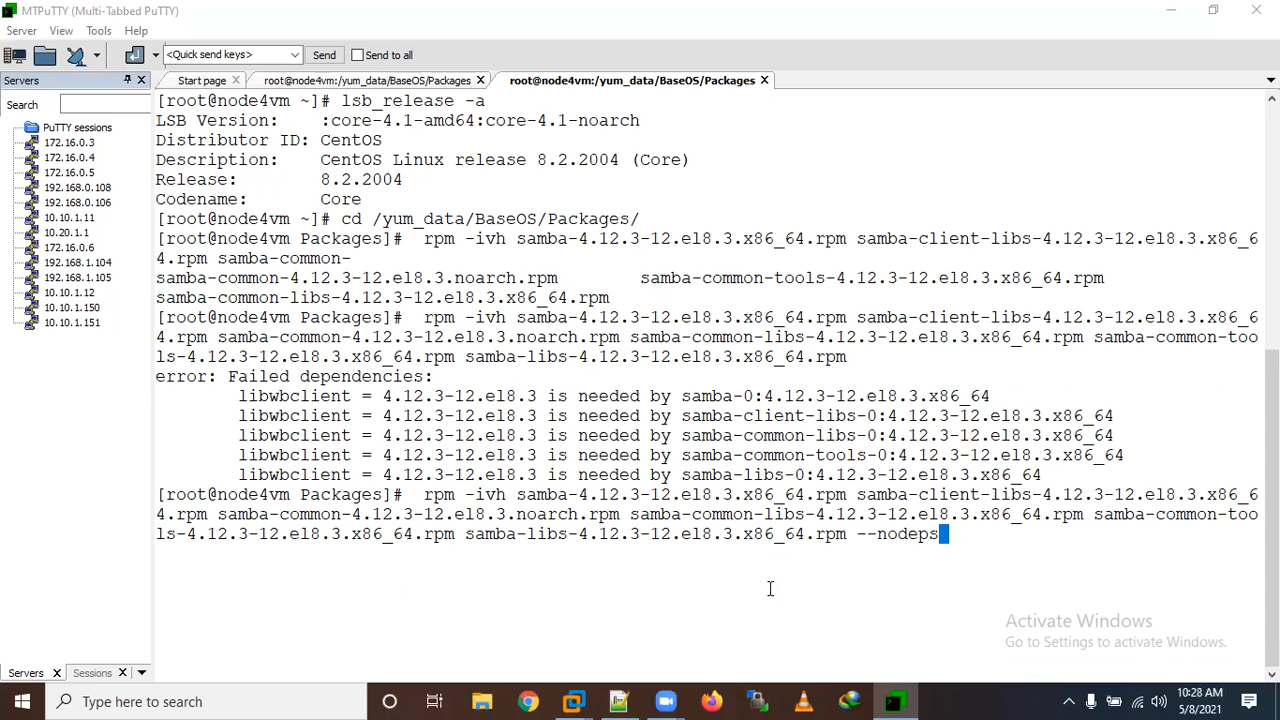 MTPuTTY (Multi-Tabbed PuTTY)
Server View Tools Help
<Quick send keys> Send Send to all
Servers
Start page root@node4vm:/yum_data/BaseOS/Packages root@node4vm:/yum_data/BaseOS/Packages
Search
PuTTY sessions
172.16.0.3
172.16.0.4
172.16.0.5
192.168.0.108
192.168.0.106
10.10.1.11
10.20.1.1
172.16.0.6
192.168.1.104
192.168.1.105
10.10.1.12
10.10.1.150
10.10.1.151
[root@node4vm ~]# lsb_release -a
LSB Version: :core-4.1-amd64:core-4.1-noarch
Distributor ID: CentOS
Description: CentOS Linux release 8.2.2004 (Core)
Release: 8.2.2004
Codename: Core
[root@node4vm ~]# cd /yum_data/BaseOS/Packages/
[root@node4vm Packages]# rpm -ivh samba-4.12.3-12.el8.3.x86_64.rpm samba-client-libs-4.12.3-12.el8.3.x86_6
4.rpm samba-common-
samba-common-4.12.3-12.el8.3.noarch.rpm samba-common-tools-4.12.3-12.el8.3.x86_64.rpm
samba-common-libs-4.12.3-12.el8.3.x86_64.rpm
[root@node4vm Packages]# rpm -ivh samba-4.12.3-12.el8.3.x86_64.rpm samba-client-libs-4.12.3-12.el8.3.x86_6
4.rpm samba-common-4.12.3-12.el8.3.noarch.rpm samba-common-libs-4.12.3-12.el8.3.x86_64.rpm samba-common-too
ls-4.12.3-12.el8.3.x86_64.rpm samba-libs-4.12.3-12.el8.3.x86_64.rpm
error: Failed dependencies:
libwbclient = 4.12.3-12.el8.3 is needed by samba-0:4.12.3-12.el8.3.x86_64
libwbclient = 4.12.3-12.el8.3 is needed by samba-client-libs-0:4.12.3-12.el8.3.x86_64
libwbclient = 4.12.3-12.el8.3 is needed by samba-common-libs-0:4.12.3-12.el8.3.x86_64
libwbclient = 4.12.3-12.el8.3 is needed by samba-common-tools-0:4.12.3-12.el8.3.x86_64
libwbclient = 4.12.3-12.el8.3 is needed by samba-libs-0:4.12.3-12.el8.3.x86_64
[root@node4vm Packages]# rpm -ivh samba-4.12.3-12.el8.3.x86_64.rpm samba-client-libs-4.12.3-12.el8.3.x86_6
4.rpm samba-common-4.12.3-12.el8.3.noarch.rpm samba-common-libs-4.12.3-12.el8.3.x86_64.rpm samba-common-too
ls-4.12.3-12.el8.3.x86_64.rpm samba-libs-4.12.3-12.el8.3.x86_64.rpm --nodeps
Activate Windows
Go to Settings to activate Windows.
Servers Sessions
Type here to search
10:28 AM
5/8/2021